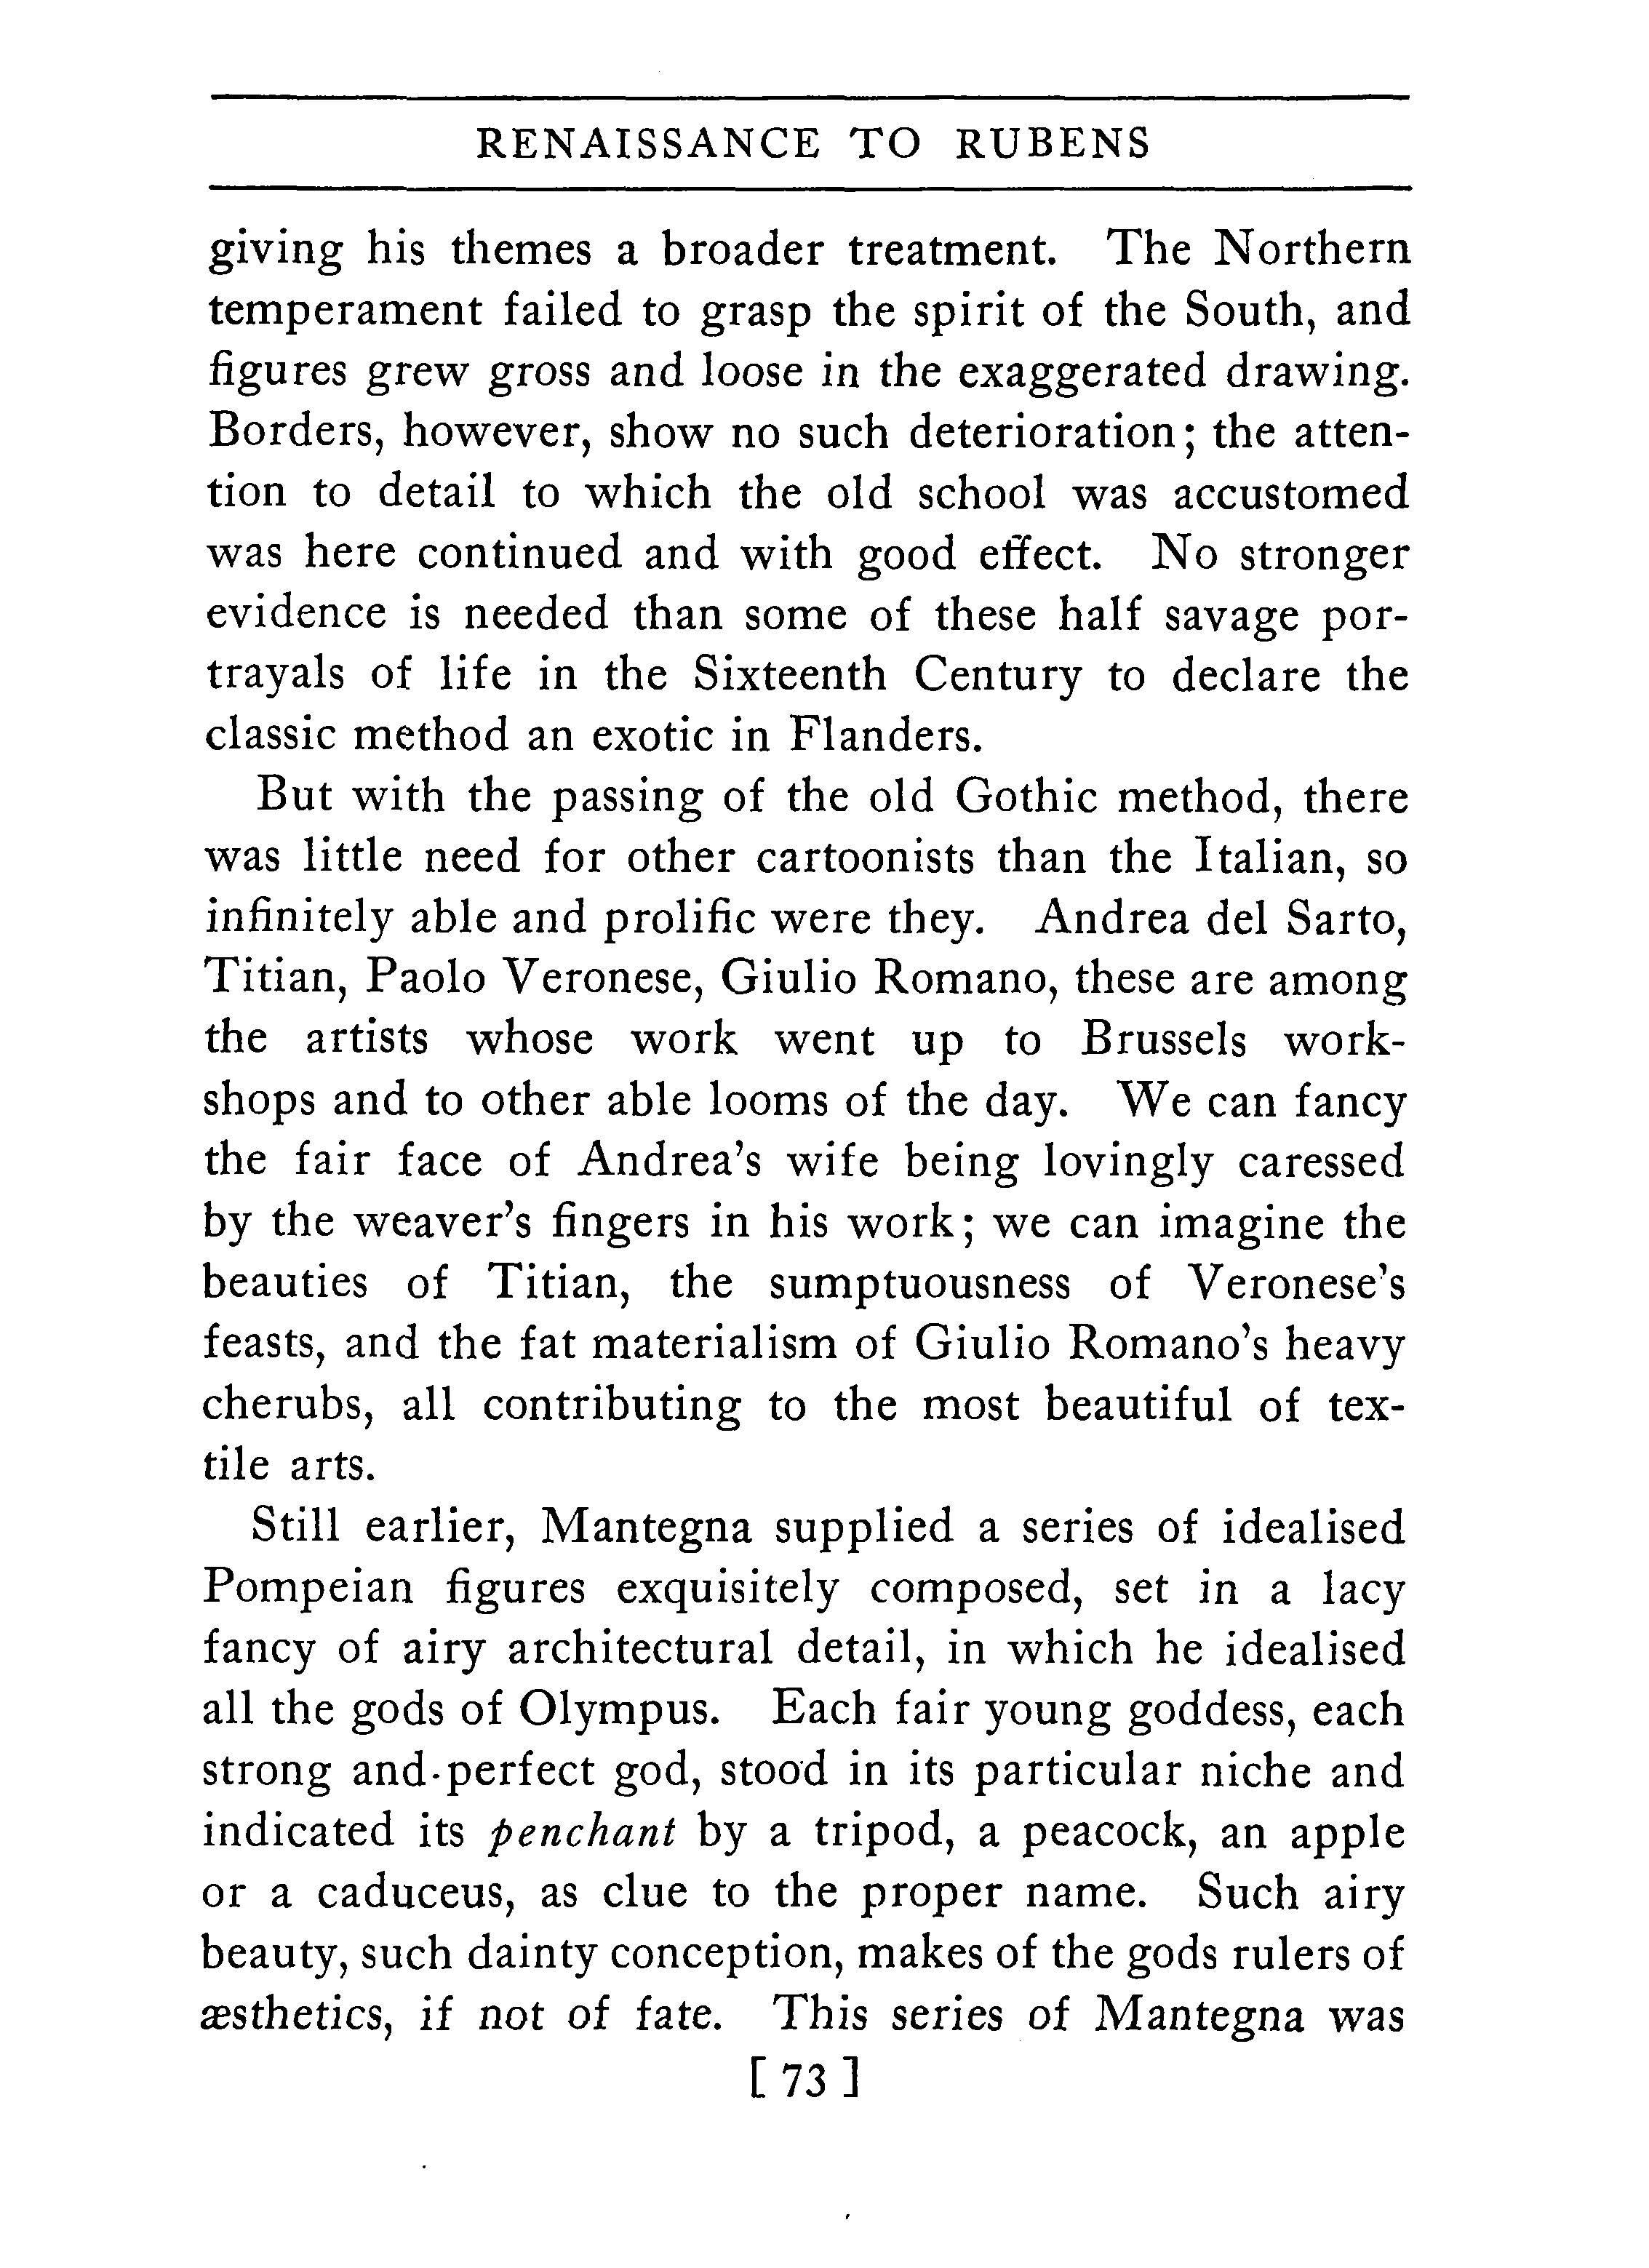 RENAISSANCE TO RUBENS
giving his themes a broader treatment. The Northern
temperament failed to grasp the spirit of the South, and
figures grew gross and loose in the exaggerated drawing.
Borders, however, show no such deterioration; the atten-
tion to detail to which the old school was accustomed
was here continued and with good effect. No stronger
evidence is needed than some of these half savage por-
trayals of life in the Sixteenth Century to declare the
classic method an exotic in Flanders.
But with the passing of the old Gothic method, there
was little need for other cartoonists than the Italian, so
infinitely able and prolific were they. Andrea del Sarto,
Titian, Paolo Veronese, Giulio Romano, these are among
the artists whose work went up to Brussels work-
shops and to other able looms of the day. We can fancy
the fair face of Andrea's wife being lovingly caressed
by the weaver's fingers in his work; we can imagine the
beauties of Titian, the sumptuousness of Veronese's
feasts, and the fat materialism of Giulio Romano's heavy
cherubs, all contributing to the most beautiful of tex-
tile arts.
Still earlier, Mantegna supplied a series of idealised
Pompeian figures exquisitely composed, set in a lacy
fancy of airy architectural detail, in which he idealised
all the gods of Olympus. Each fair young goddess, each
strong and perfect god, stood in its particular niche and
indicated its penchant by a tripod, a peacock, an apple
or a caduceus, as clue to the proper name. Such airy
beauty, such dainty conception, makes of the gods rulers of
æsthetics, if not of fate. This series of Mantegna was
[ 73 ]